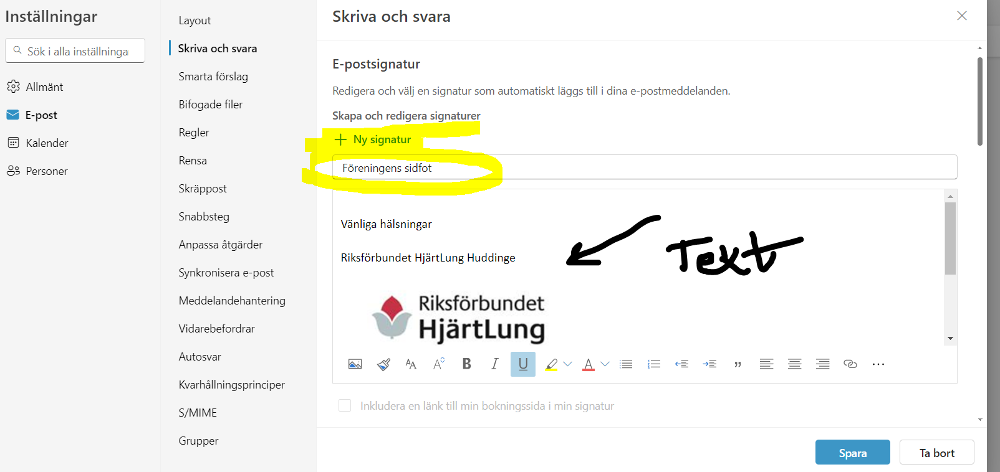 Inställningar
Sök i alla inställninga
Allmänt
E-post
Kalender
Personer
Layout
Skriva och svara
Smarta förslag
Bifogade filer
Regler
Rensa
Skräppost
Snabbsteg
Anpassa åtgärder
Synkronisera e-post
Meddelandehantering
Vidarebefordrar
Autosvar
Kvarhållningsprinciper
S/MIME
Grupper
Skriva och svara
E-postsignatur
Redigera och välj en signatur som automatiskt läggs till i dina e-postmeddelanden.
Skapa och redigera signaturer
Ny signatur
Föreningens sidfot
Vänliga hälsningar
Riksförbundet HjärtLung Huddinge
Text
Riksförbundet
HjärtLung
Inkludera en länk till min bokningssida i min signatur
Spara
Ta bort